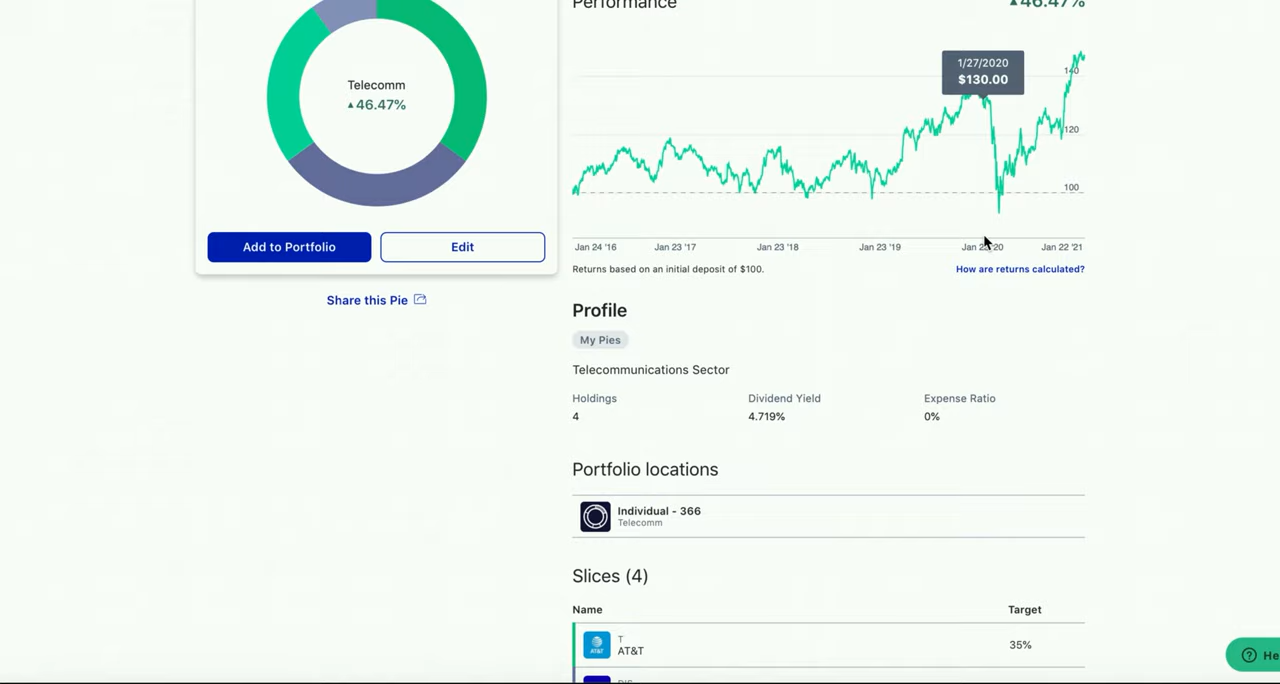 Performance
▲46.47%
Telecomm
▲46.47%
1/27/2020
$130.00
140
120
100
Jan 24 '16
Jan 23 '17
Jan 23 '18
Jan 23 '19
Jan 22 '21
Returns based on an initial deposit of $100.
How are returns calculated?
Add to Portfolio
Edit
Share this Pie
Profile
My Pies
Telecommunications Sector
Holdings
Dividend Yield
Expense Ratio
4
4.719%
0%
Portfolio locations
Individual - 366
Telecomm
Slices (4)
Name
Target
T
AT&T
AT&T
35%